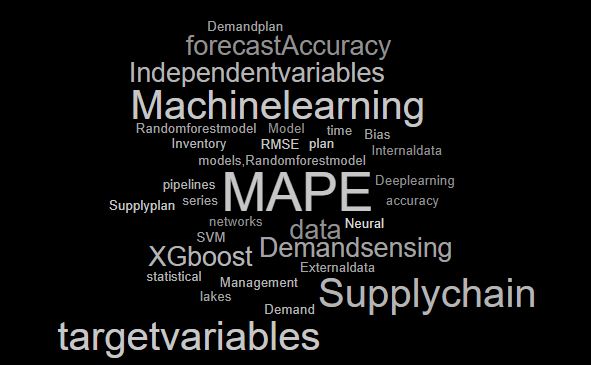 Demandplan
forecastAccuracy
Independentvariables
Machinelearning
Randomforestmodel Model time Bias
Inventory RMSE plan Internaldata
models,Randomforestmodel
pipelines MAPE Deeplearning
Supplyplan series accuracy
networks data Neural
SVM
XGboost Demandsensing
statistical Externaldata
Management
lakes Supplychain
Demand
targetvariables